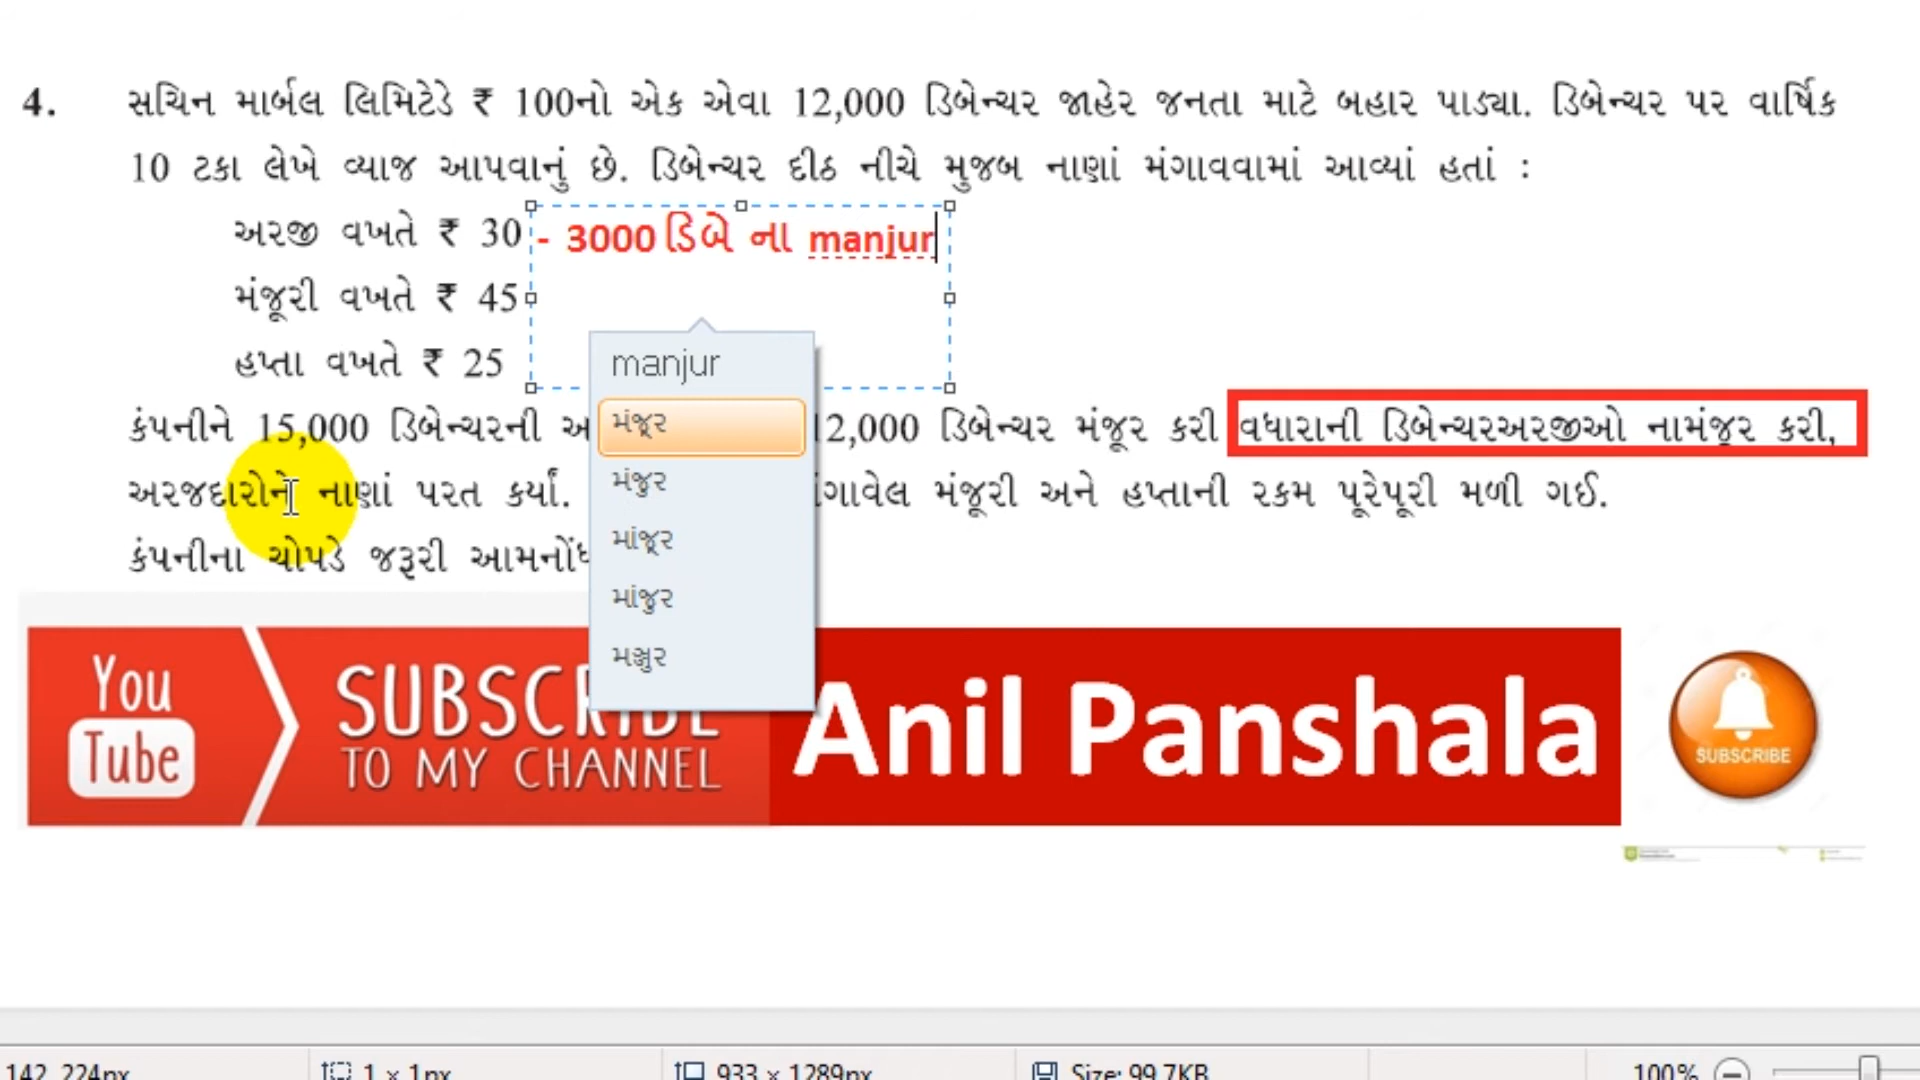 4. સચિન માર્બલ લિમિટેડે ₹ 100નો એક એવા 12,000 ડિબેન્ચર જાહેર જનતા માટે બહાર પાડ્યા. ડિબેન્ચર પર વાર્ષિક
10 ટકા લેખે વ્યાજ આપવાનું છે. ડિબેન્ચર દીઠ નીચે મુજબ નાણાં મંગાવવામાં આવ્યાં હતાં :
અરજી વખતે ₹ 30 - 3000 ડિબે ના manjur
મંજૂરી વખતે ₹ 45
હપ્તા વખતે ₹ 25
manjur
મંજૂર
મંજુર
માંજૂર
માંજુર
મઞ્જુર
કંપનીને 15,000 ડિબેન્ચરની અ 12,000 ડિબેન્ચર મંજૂર કરી વધારાની ડિબેન્ચરઅરજીઓ નામંજૂર કરી,
અરજદારોને નાણાં પરત કર્યાં. ંગાવેલ મંજૂરી અને હપ્તાની રકમ પૂરેપૂરી મળી ગઈ.
કંપનીના ચોપડે જરૂરી આમનોંધ
You Tube
SUBSCRIBE
TO MY CHANNEL
Anil Panshala
SUBSCRIBE
142, 224px 1 × 1px 933 × 1289px Size: 99.7KB 100%